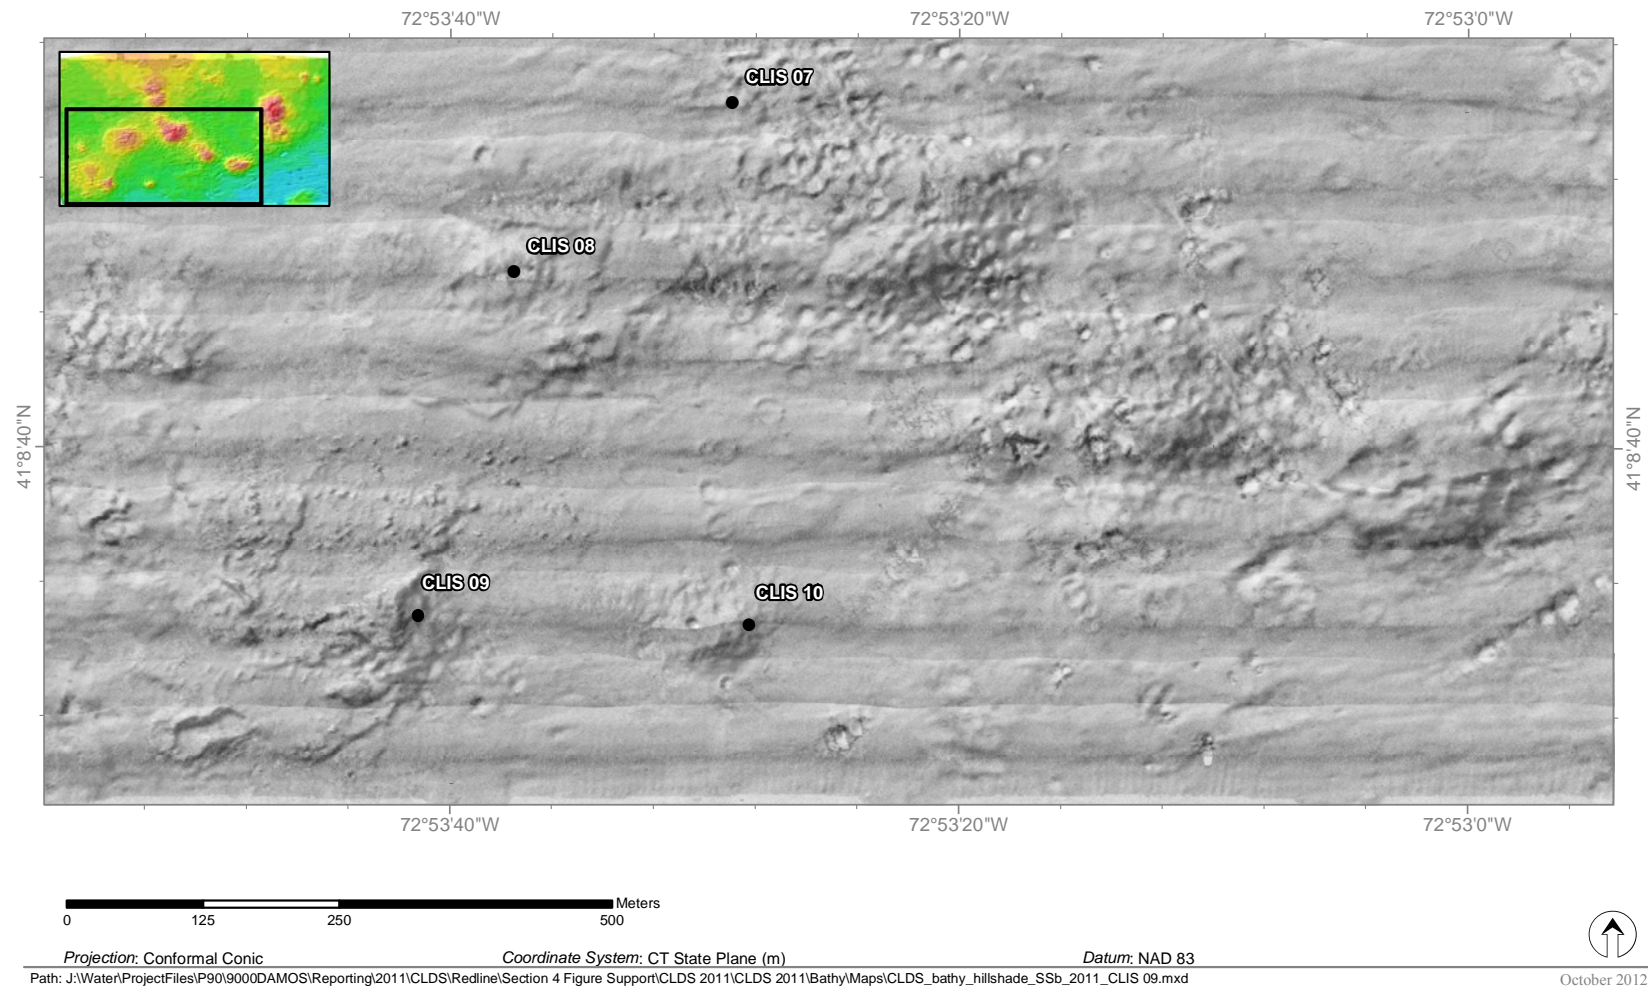 72°53'40"W 72°53'20"W 72°53'0"W
CLIS 07
CLIS 08
41°8'40"N 41°8'40"N
CLIS 09
CLIS 10
72°53'40"W 72°53'20"W 72°53'0"W
Meters
0 125 250 500
Projection: Conformal Conic Coordinate System: CT State Plane (m) Datum: NAD 83
Path: J:\Water\ProjectFiles\P90\9000DAMOS\Reporting\2011\CLDS\Redline\Section 4 Figure Support\CLDS 2011\CLDS 2011\Bathy\Maps\CLDS_bathy_hillshade_SSb_2011_CLIS 09.mxd October 2012